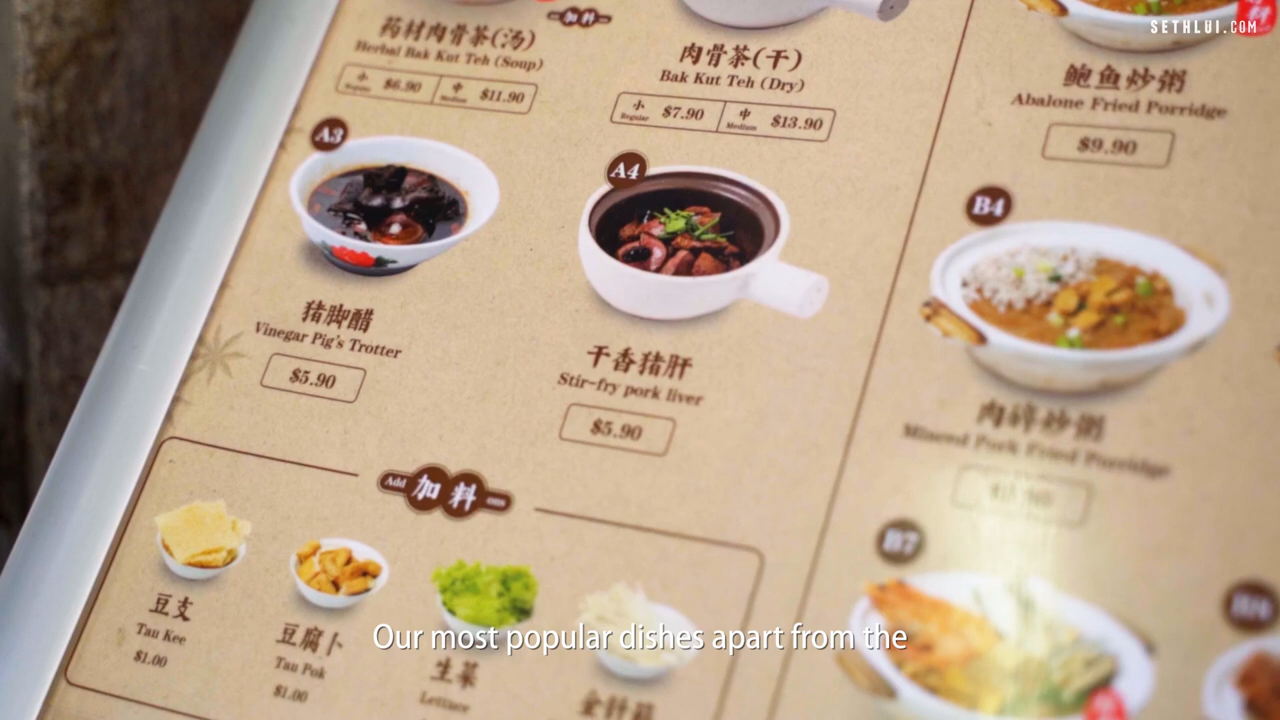 SETHLUI.COM
加料
药材肉骨茶(汤)
Herbal Bak Kut Teh (Soup)
小 Regular $6.90 中 Medium $11.90
肉骨茶(干)
Bak Kut Teh (Dry)
小 Regular $7.90 中 Medium $13.90
鲍鱼炒粥
Abalone Fried Porridge
$9.90
A3
猪脚醋
Vinegar Pig's Trotter
$5.90
A4
干香猪肝
Stir-fry pork liver
$5.90
B4
肉碎炒粥
Minced Pork Fried Porridge
B7
Add 加料 ons
豆支
Tau Kee
$1.00
豆腐卜
Tau Pok
$1.00
生菜
Lettuce
Our most popular dishes apart from the